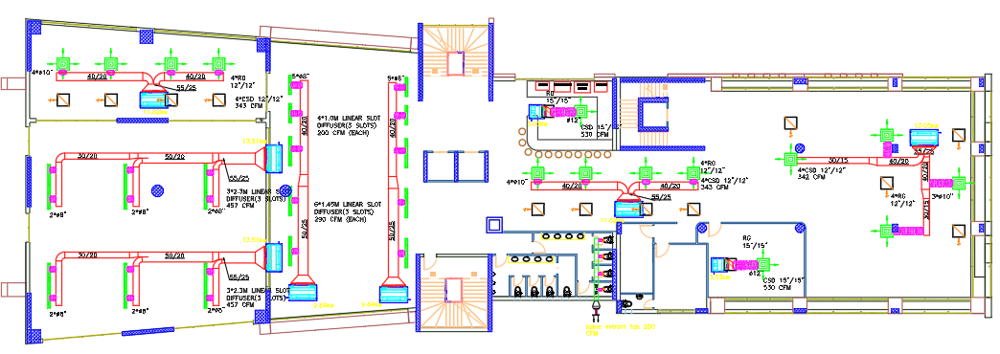 4*ø10"
40/20
40/20
55/25
4*RG
12"/12"
4*CSD 12"/12"
343 CFM
5*ø8"
5*ø8"
40/20
40/20
4*1.0M LINEAR SLOT
DIFFUSER(3 SLOTS)
200 CFM (EACH)
6*1.45M LINEAR SLOT
DIFFUSER(3 SLOTS)
290 CFM (EACH)
50/25
50/25
30/20
50/20
55/25
3*2.3M LINEAR SLOT
DIFFUSER(3 SLOTS)
457 CFM
2*ø8"
2*ø8"
2*ø8"
30/20
50/20
55/25
3*2.3M LINEAR SLOT
DIFFUSER(3 SLOTS)
457 CFM
2*ø8"
2*ø8"
2*ø8"
RG
15"/15"
ø12"
CSD 15"/15"
530 CFM
4*ø10"
40/20
40/20
55/25
4*RG
12"/12"
4*CSD 12"/12"
343 CFM
RG
15"/15"
ø12"
CSD 15"/15"
530 CFM
30/15
40/20
55/25
40/20
30/15
4*CSD 12"/12"
342 CFM
4*RG
12"/12"
3*ø10"